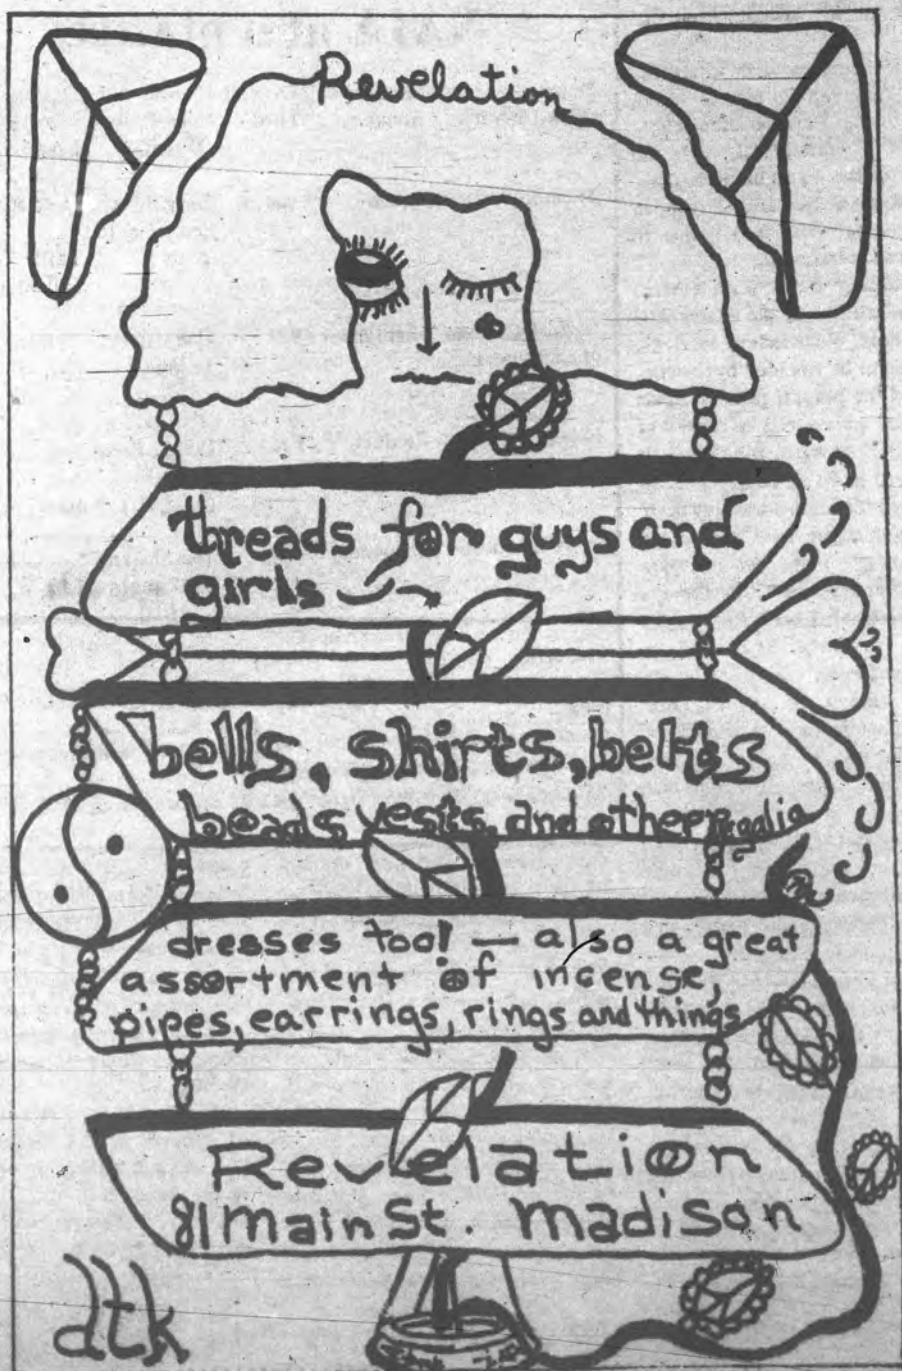 Revelation
threads for guys and
girls
bells, shirts, belts
beads, vests, and other regalia
dresses too! — also a great
assortment of incense,
pipes, earrings, rings and things
Revelation
81 Main St. Madison
dtk